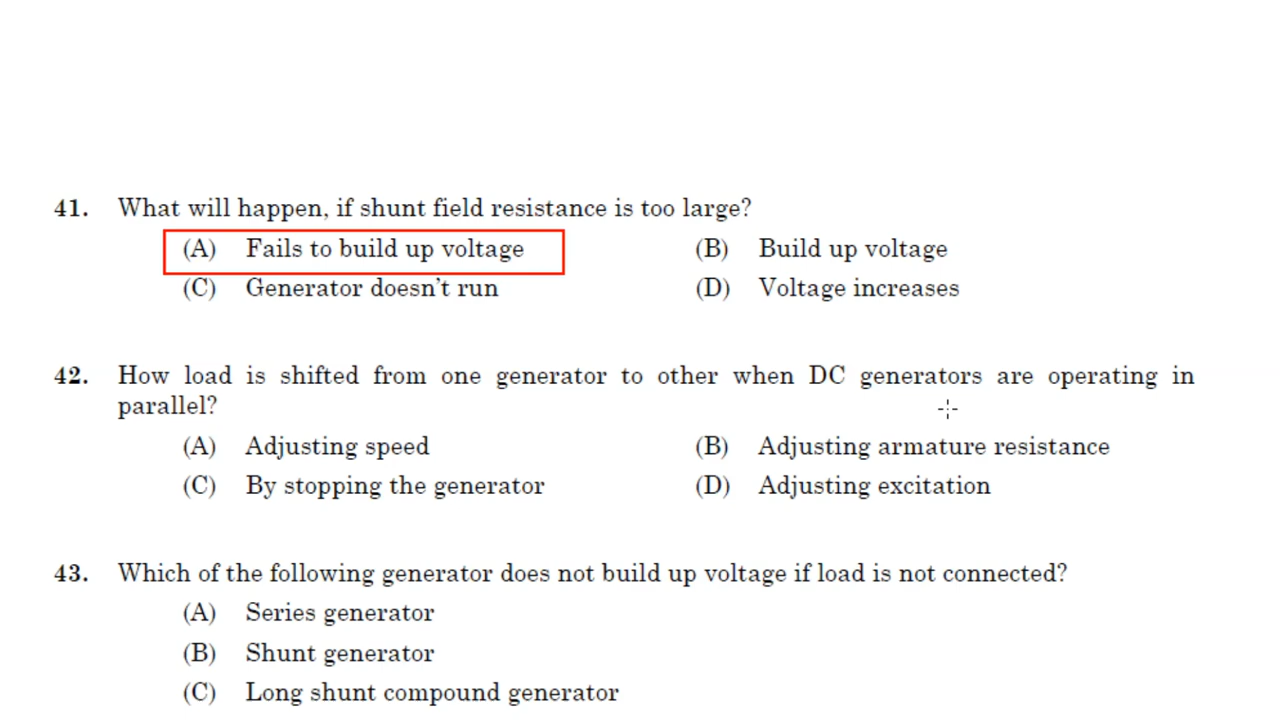 41. What will happen, if shunt field resistance is too large?
(A) Fails to build up voltage (B) Build up voltage
(C) Generator doesn't run (D) Voltage increases
42. How load is shifted from one generator to other when DC generators are operating in
parallel?
(A) Adjusting speed (B) Adjusting armature resistance
(C) By stopping the generator (D) Adjusting excitation
43. Which of the following generator does not build up voltage if load is not connected?
(A) Series generator
(B) Shunt generator
(C) Long shunt compound generator